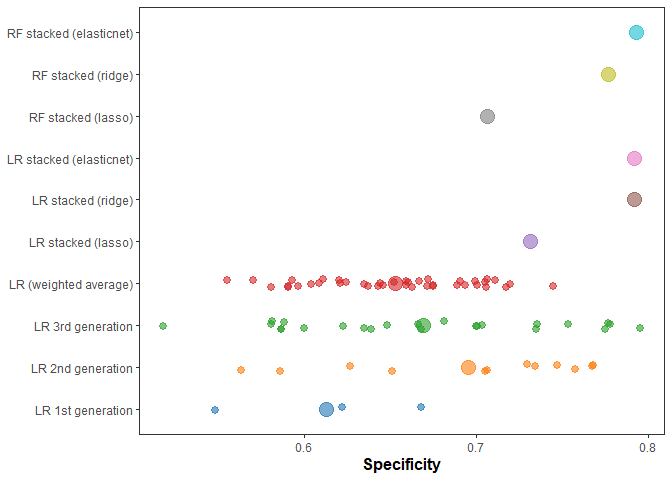 RF stacked (elasticnet)
RF stacked (ridge)
RF stacked (lasso)
LR stacked (elasticnet)
LR stacked (ridge)
LR stacked (lasso)
LR (weighted average)
LR 3rd generation
LR 2nd generation
LR 1st generation
0.6 0.7 0.8
Specificity